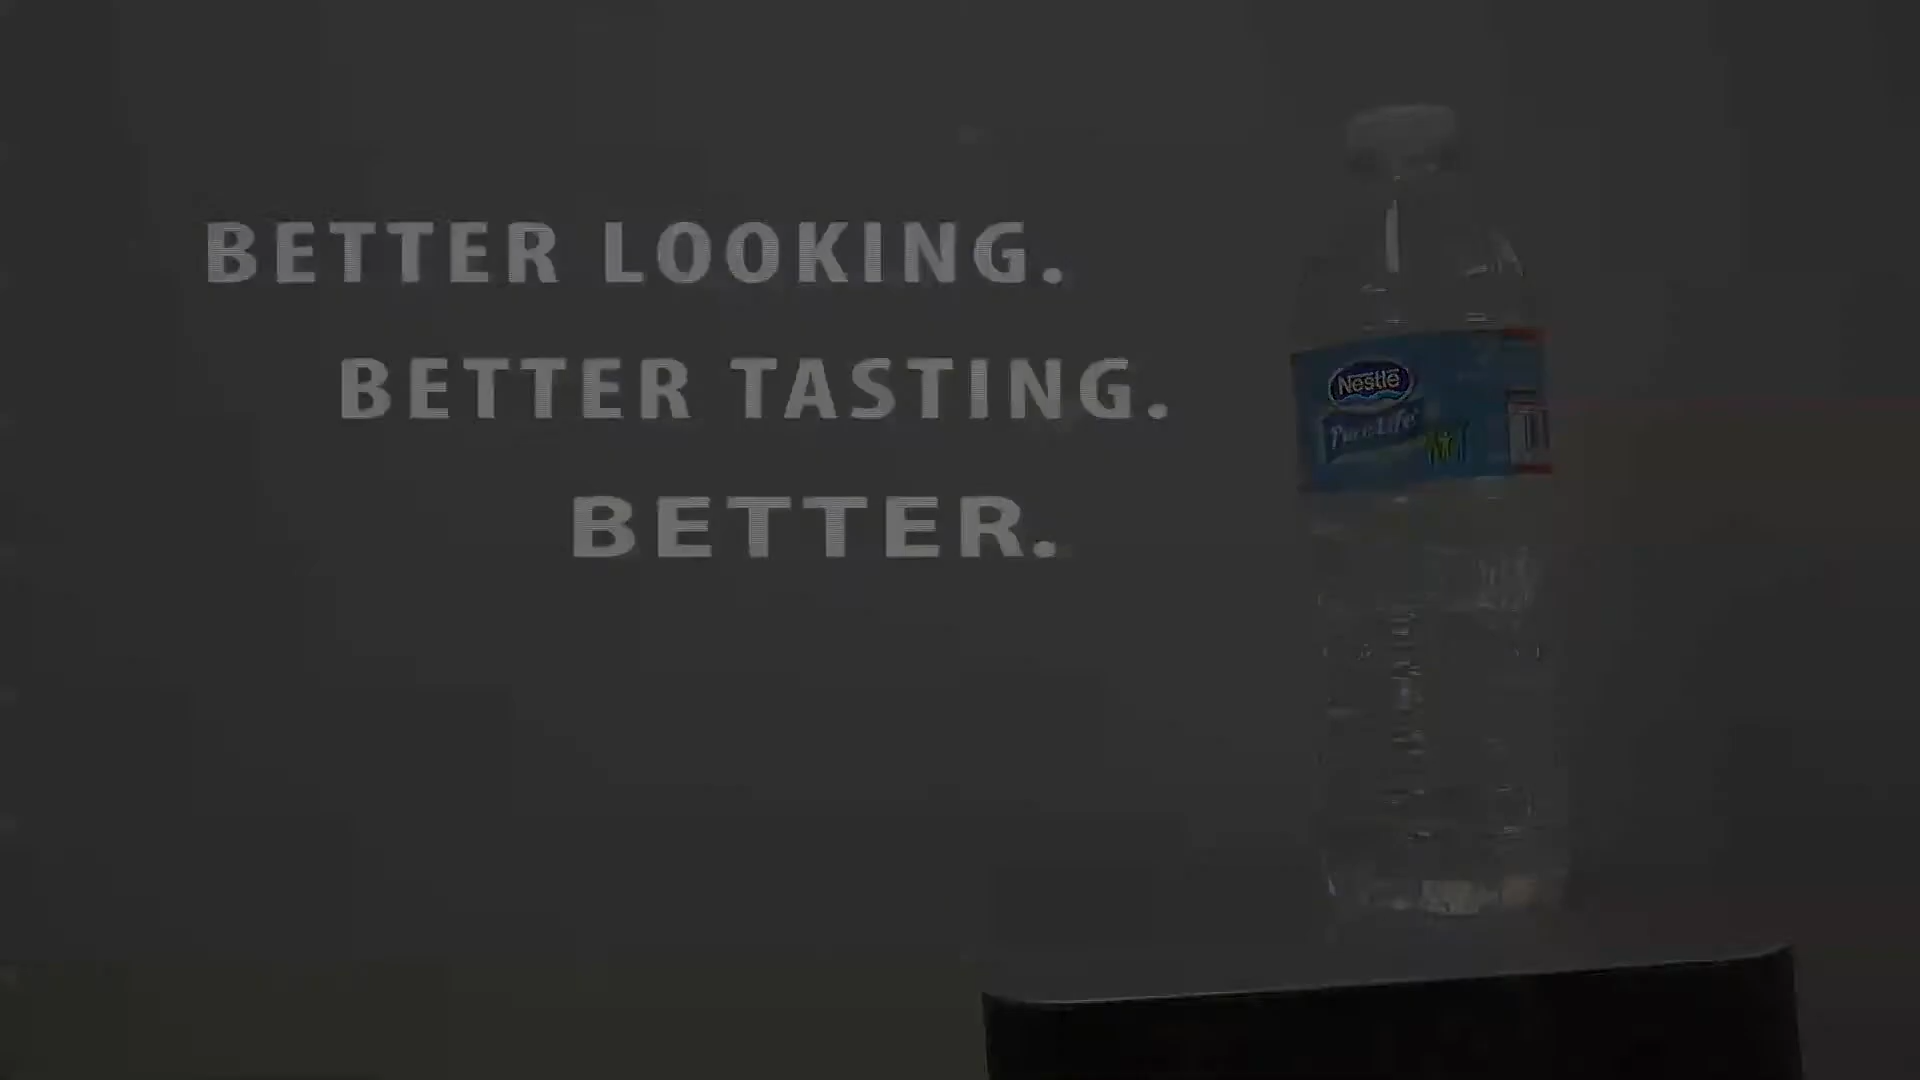 BETTER LOOKING.
BETTER TASTING.
BETTER.
Nestlé
Pure Life